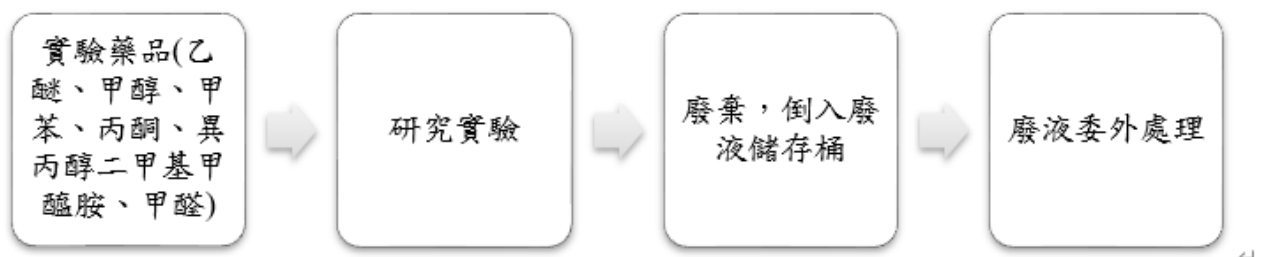 實驗藥品(乙
醚、甲醇、甲
苯、丙酮、異
丙醇二甲基甲
醯胺、甲醛)
研究實驗
廢棄，倒入廢
液儲存桶
廢液委外處理